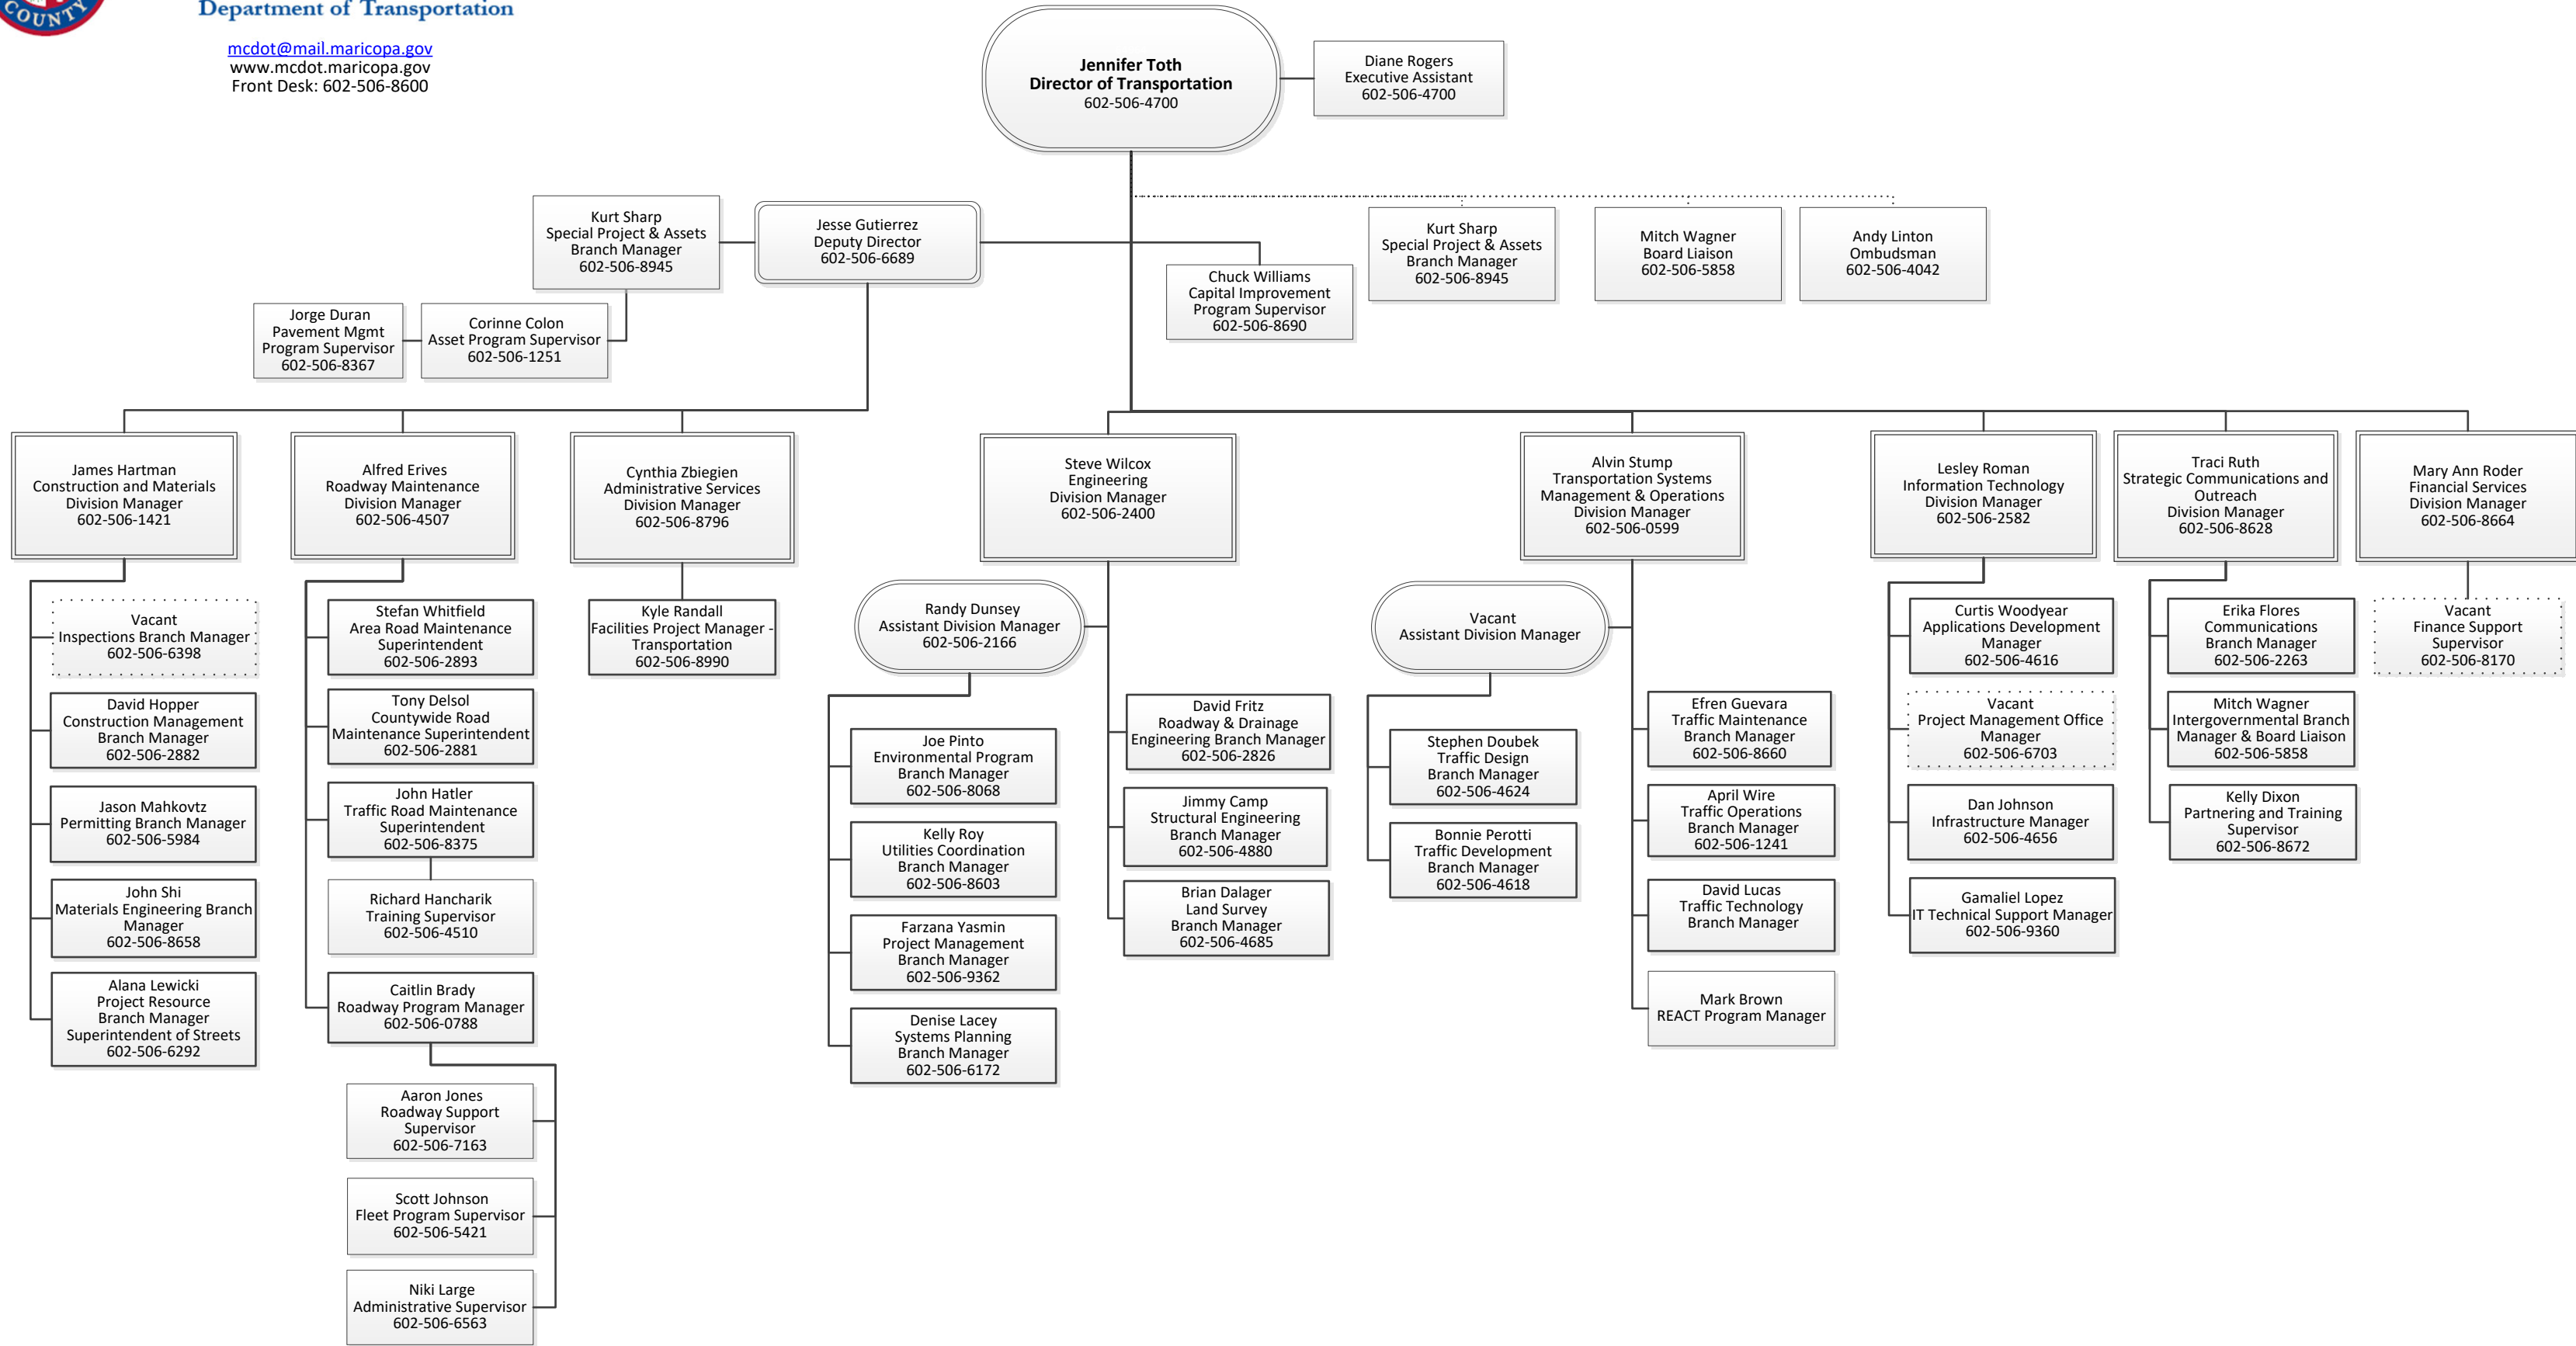 COUNTY
Department of Transportation
mcdot@mail.maricopa.gov
www.mcdot.maricopa.gov
Front Desk: 602-506-8600
Jennifer Toth
Director of Transportation
602-506-4700
Diane Rogers
Executive Assistant
602-506-4700
Kurt Sharp
Special Project & Assets
Branch Manager
602-506-8945
Jesse Gutierrez
Deputy Director
602-506-6689
Chuck Williams
Capital Improvement
Program Supervisor
602-506-8690
Kurt Sharp
Special Project & Assets
Branch Manager
602-506-8945
Mitch Wagner
Board Liaison
602-506-5858
Andy Linton
Ombudsman
602-506-4042
Jorge Duran
Pavement Mgmt
Program Supervisor
602-506-8367
Corinne Colon
Asset Program Supervisor
602-506-1251
James Hartman
Construction and Materials
Division Manager
602-506-1421
Alfred Erives
Roadway Maintenance
Division Manager
602-506-4507
Cynthia Zbiegien
Administrative Services
Division Manager
602-506-8796
Steve Wilcox
Engineering
Division Manager
602-506-2400
Alvin Stump
Transportation Systems
Management & Operations
Division Manager
602-506-0599
Lesley Roman
Information Technology
Division Manager
602-506-2582
Traci Ruth
Strategic Communications and
Outreach
Division Manager
602-506-8628
Mary Ann Roder
Financial Services
Division Manager
602-506-8664
Vacant
Inspections Branch Manager
602-506-6398
David Hopper
Construction Management
Branch Manager
602-506-2882
Jason Mahkovtz
Permitting Branch Manager
602-506-5984
John Shi
Materials Engineering Branch
Manager
602-506-8658
Alana Lewicki
Project Resource
Branch Manager
Superintendent of Streets
602-506-6292
Stefan Whitfield
Area Road Maintenance
Superintendent
602-506-2893
Tony Delsol
Countywide Road
Maintenance Superintendent
602-506-2881
John Hatler
Traffic Road Maintenance
Superintendent
602-506-8375
Richard Hancharik
Training Supervisor
602-506-4510
Caitlin Brady
Roadway Program Manager
602-506-0788
Aaron Jones
Roadway Support
Supervisor
602-506-7163
Scott Johnson
Fleet Program Supervisor
602-506-5421
Niki Large
Administrative Supervisor
602-506-6563
Kyle Randall
Facilities Project Manager -
Transportation
602-506-8990
Randy Dunsey
Assistant Division Manager
602-506-2166
Joe Pinto
Environmental Program
Branch Manager
602-506-8068
Kelly Roy
Utilities Coordination
Branch Manager
602-506-8603
Farzana Yasmin
Project Management
Branch Manager
602-506-9362
Denise Lacey
Systems Planning
Branch Manager
602-506-6172
David Fritz
Roadway & Drainage
Engineering Branch Manager
602-506-2826
Jimmy Camp
Structural Engineering
Branch Manager
602-506-4880
Brian Dalager
Land Survey
Branch Manager
602-506-4685
Vacant
Assistant Division Manager
Stephen Doubek
Traffic Design
Branch Manager
602-506-4624
Bonnie Perotti
Traffic Development
Branch Manager
602-506-4618
Efren Guevara
Traffic Maintenance
Branch Manager
602-506-8660
April Wire
Traffic Operations
Branch Manager
602-506-1241
David Lucas
Traffic Technology
Branch Manager
Mark Brown
REACT Program Manager
Curtis Woodyear
Applications Development
Manager
602-506-4616
Vacant
Project Management Office
Manager
602-506-6703
Dan Johnson
Infrastructure Manager
602-506-4656
Gamaliel Lopez
IT Technical Support Manager
602-506-9360
Erika Flores
Communications
Branch Manager
602-506-2263
Mitch Wagner
Intergovernmental Branch
Manager & Board Liaison
602-506-5858
Kelly Dixon
Partnering and Training
Supervisor
602-506-8672
Vacant
Finance Support
Supervisor
602-506-8170